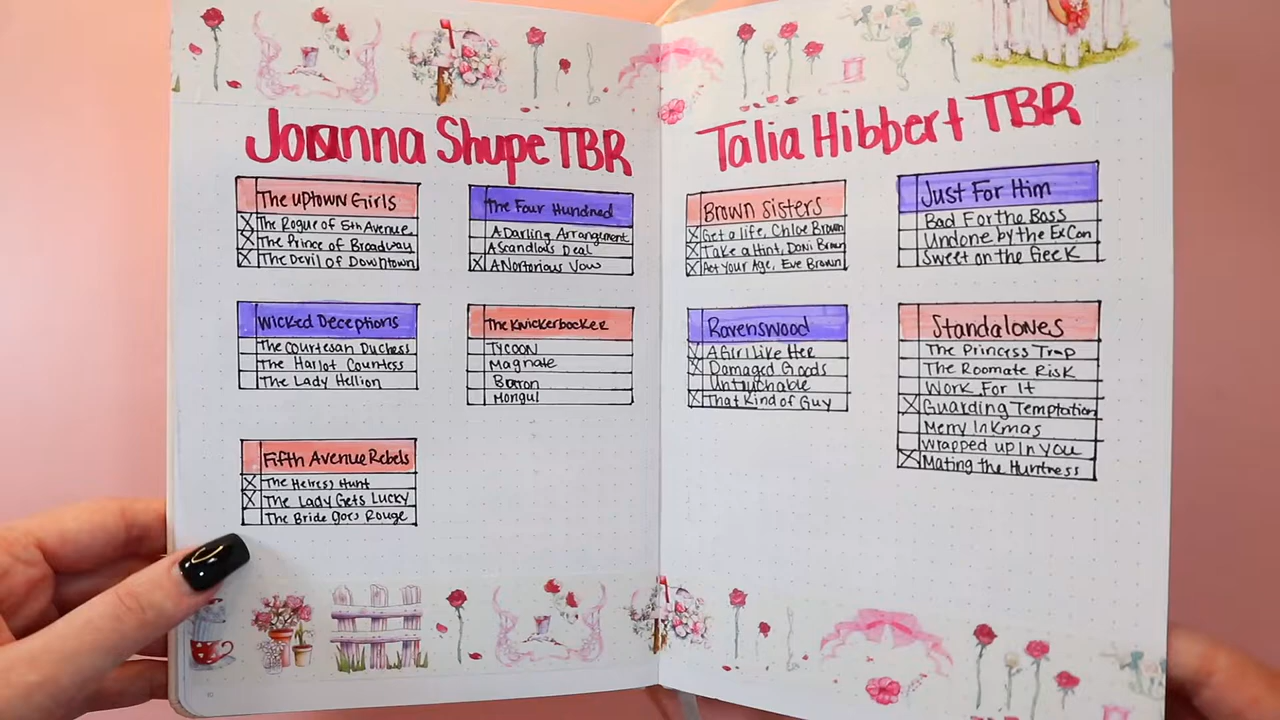 Joanna Shupe TBR
The Uptown Girls
X The Rogue of 5th Avenue
X The Prince of Broadway
X The Devil of Downtown
The Four Hundred
A Darling Arrangement
A Scandlous Deal
X A Notorious Vow
Wicked Deceptions
The Courtesan Duchess
The Harlot Countess
The Lady Hellion
The Knickerbocker
Tycoon
Magnate
Baron
Mongul
Fifth Avenue Rebels
X The Heiress Hunt
X The Lady Gets Lucky
The Bride Goes Rouge
Talia Hibbert TBR
Brown Sisters
X Get a life, Chloe Brown
X Take a Hint, Dani Brown
X Act Your Age, Eve Brown
Just For Him
Bad For the Boss
Undone by the Ex Con
Sweet on the Geek
Ravenswood
X A Girl Like Her
X Damaged Goods
Untouchable
X That Kind of Guy
Standalones
The Princess Trap
The Roomate Risk
Work For It
X Guarding Temptation
Merry Inkmas
Wrapped up In You
X Mating the Huntress